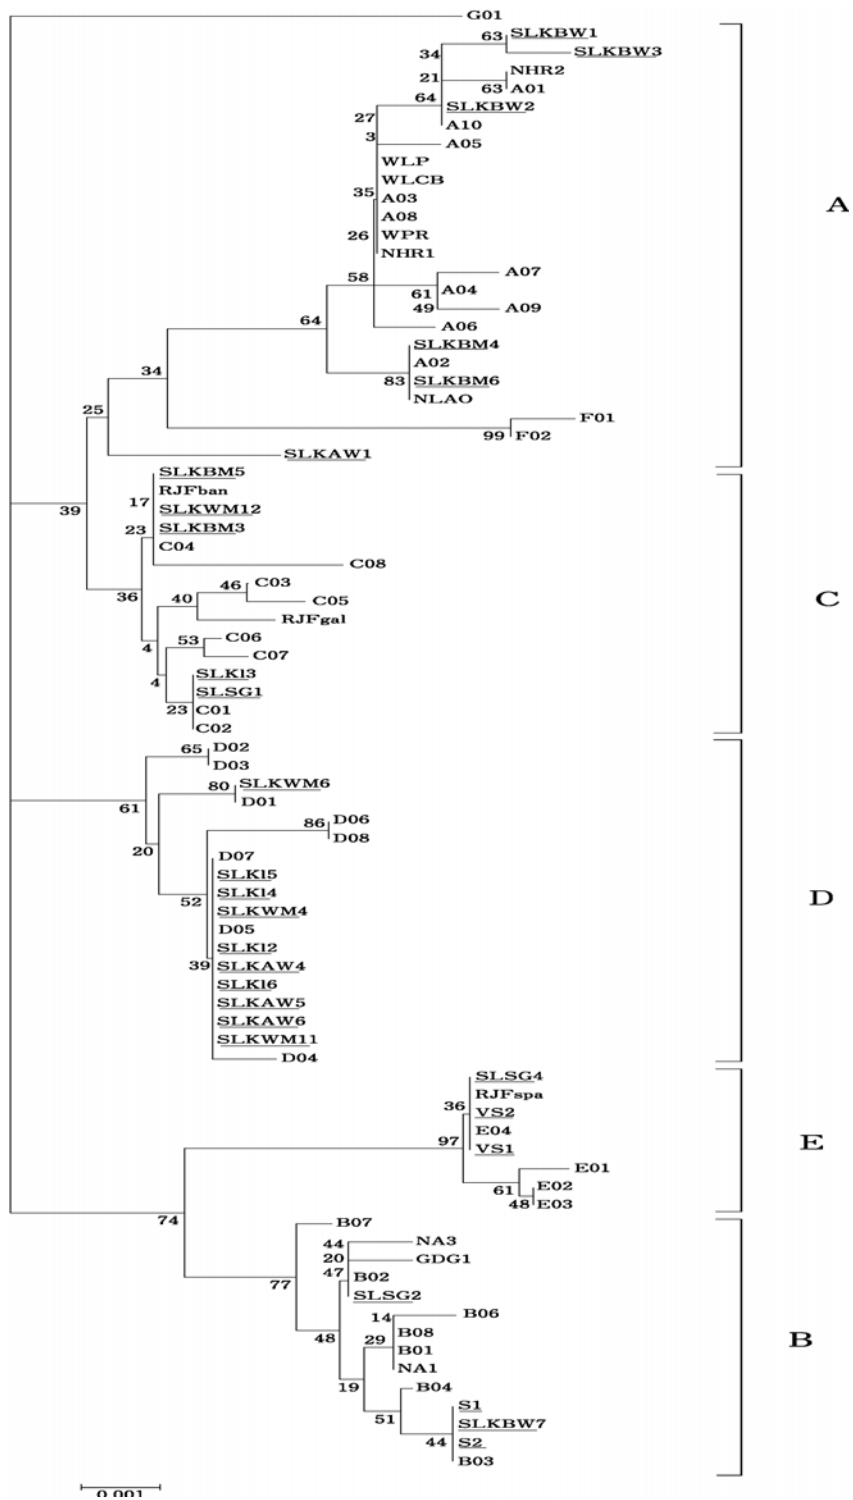 G01
63 SLKBW1
SLKBW3
34
NHR2
21
63 A01
64 SLKBW2
27 A10
3 A05
WLP
WLCB
35 A03
A08
26 WPR
NHR1
A07
58
61 A04
49 A09
64 A06
SLKBM4
A02
34 83 SLKBM6
NLAO
25 F01
99 F02
SLKAW1
A
SLKBM5
17 RJFban
39 SLKWM12
23 SLKBM3
C04
C08
46 C03
36 40 C05
RJFgal
53 C06
4 C07
SLKl3
4 SLSG1
23 C01
C02
C
65 D02
D03
80 SLKWM6
61 D01
86 D06
D08
20
D07
SLKl5
SLKl4
52 SLKWM4
D05
SLKl2
39 SLKAW4
SLKl6
SLKAW5
SLKAW6
SLKWM11
D04
D
SLSG4
RJFspa
36 VS2
E04
97 VS1
E01
61 E02
48 E03
E
74 B07
44 NA3
20 GDG1
47 B02
77 SLSG2
14 B06
48 B08
29 B01
NA1
19 B04
51 S1
SLKBW7
44 S2
B03
B
0.001